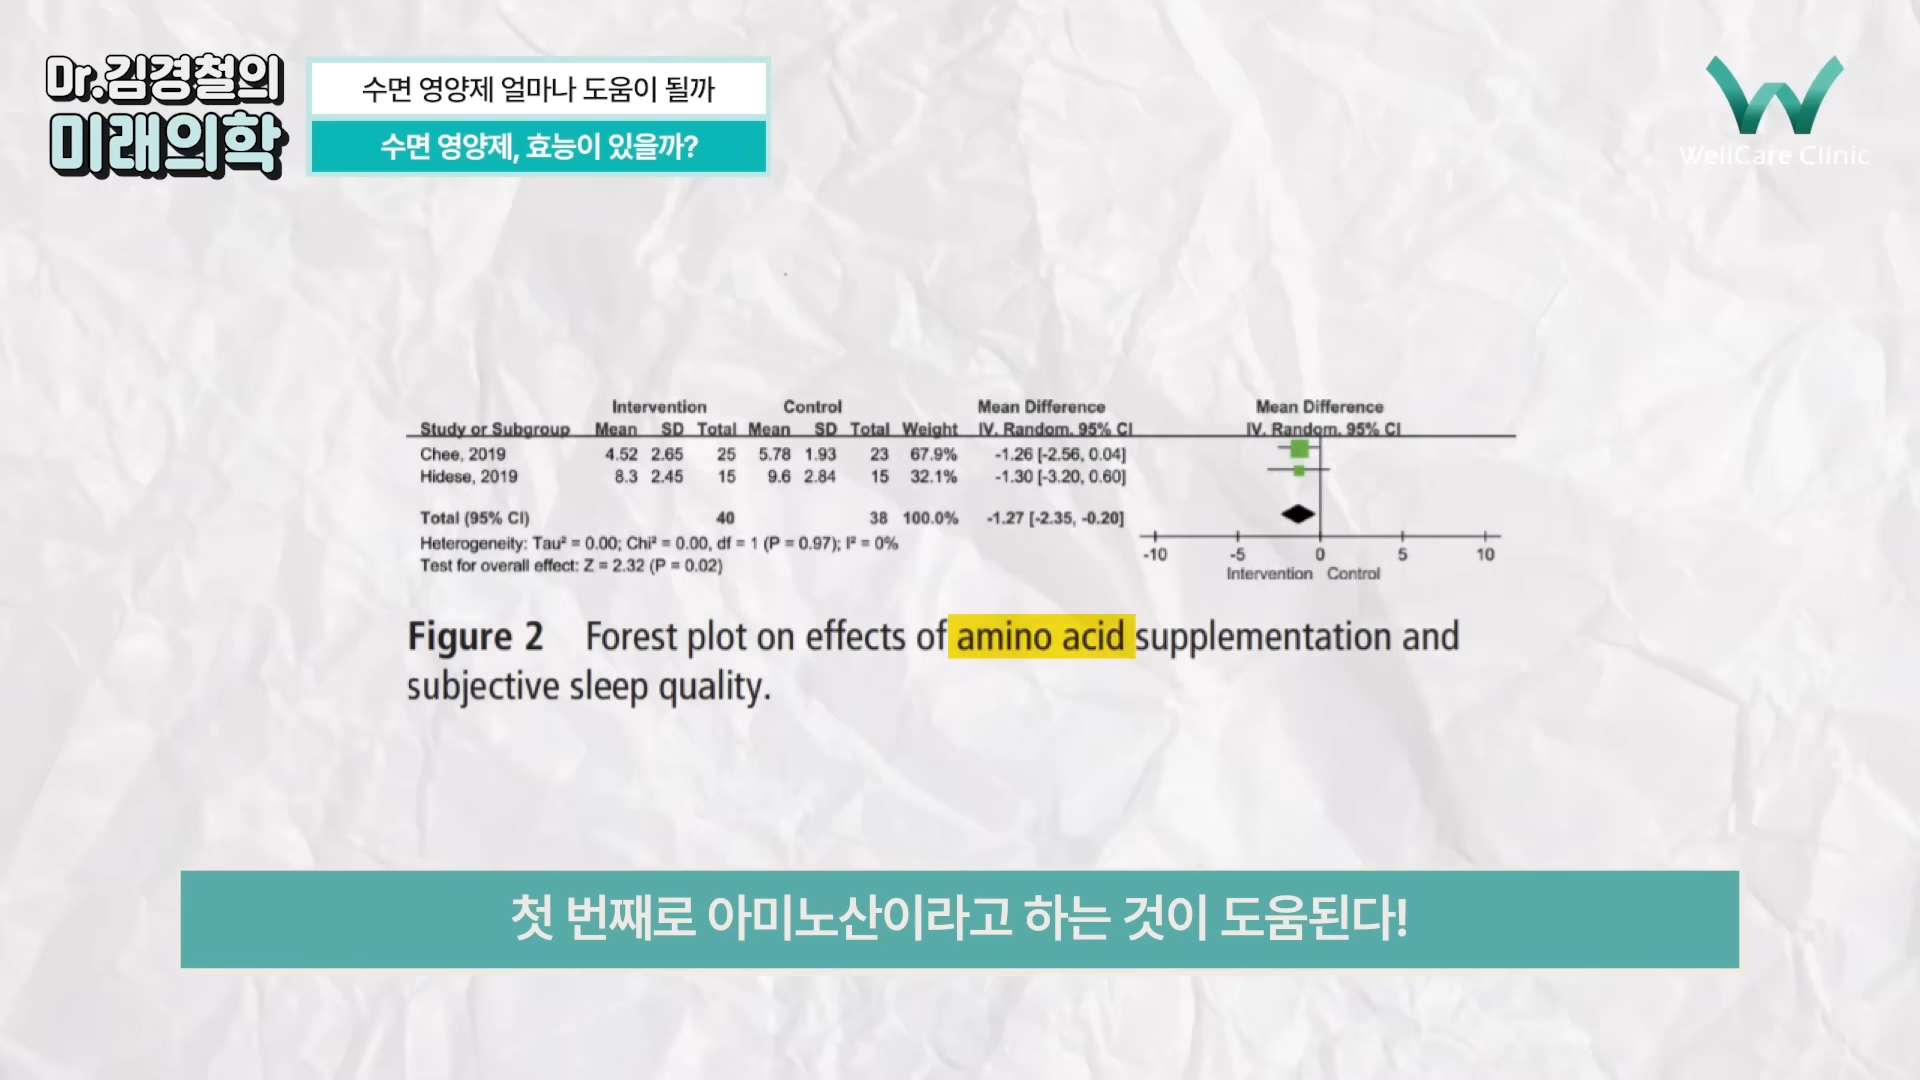 Dr.김경철의
미래의학
수면 영양제 얼마나 도움이 될까
수면 영양제, 효능이 있을까?
WellCare Clinic
Intervention Control Mean Difference Mean Difference
Study or Subgroup Mean SD Total Mean SD Total Weight IV, Random, 95% CI IV, Random, 95% CI
Chee, 2019 4.52 2.65 25 5.78 1.93 23 67.9% -1.26 [-2.56, 0.04]
Hidese, 2019 8.3 2.45 15 9.6 2.84 15 32.1% -1.30 [-3.20, 0.60]
Total (95% CI) 40 38 100.0% -1.27 [-2.35, -0.20]
Heterogeneity: Tau² = 0.00; Chi² = 0.00, df = 1 (P = 0.97); I² = 0%
Test for overall effect: Z = 2.32 (P = 0.02)
-10 -5 0 5 10
Intervention Control
Figure 2 Forest plot on effects of amino acid supplementation and
subjective sleep quality.
첫 번째로 아미노산이라고 하는 것이 도움된다!